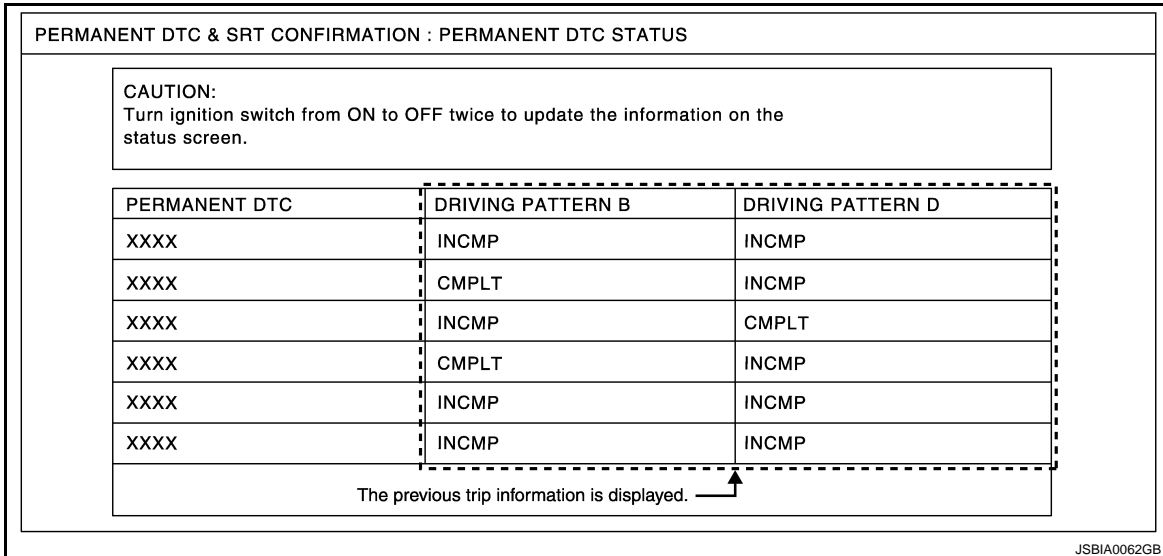 PERMANENT DTC & SRT CONFIRMATION : PERMANENT DTC STATUS
CAUTION:
Turn ignition switch from ON to OFF twice to update the information on the
status screen.
PERMANENT DTC DRIVING PATTERN B DRIVING PATTERN D
XXXX INCMP INCMP
XXXX CMPLT INCMP
XXXX INCMP CMPLT
XXXX CMPLT INCMP
XXXX INCMP INCMP
XXXX INCMP INCMP
The previous trip information is displayed.
JSBIA0062GB